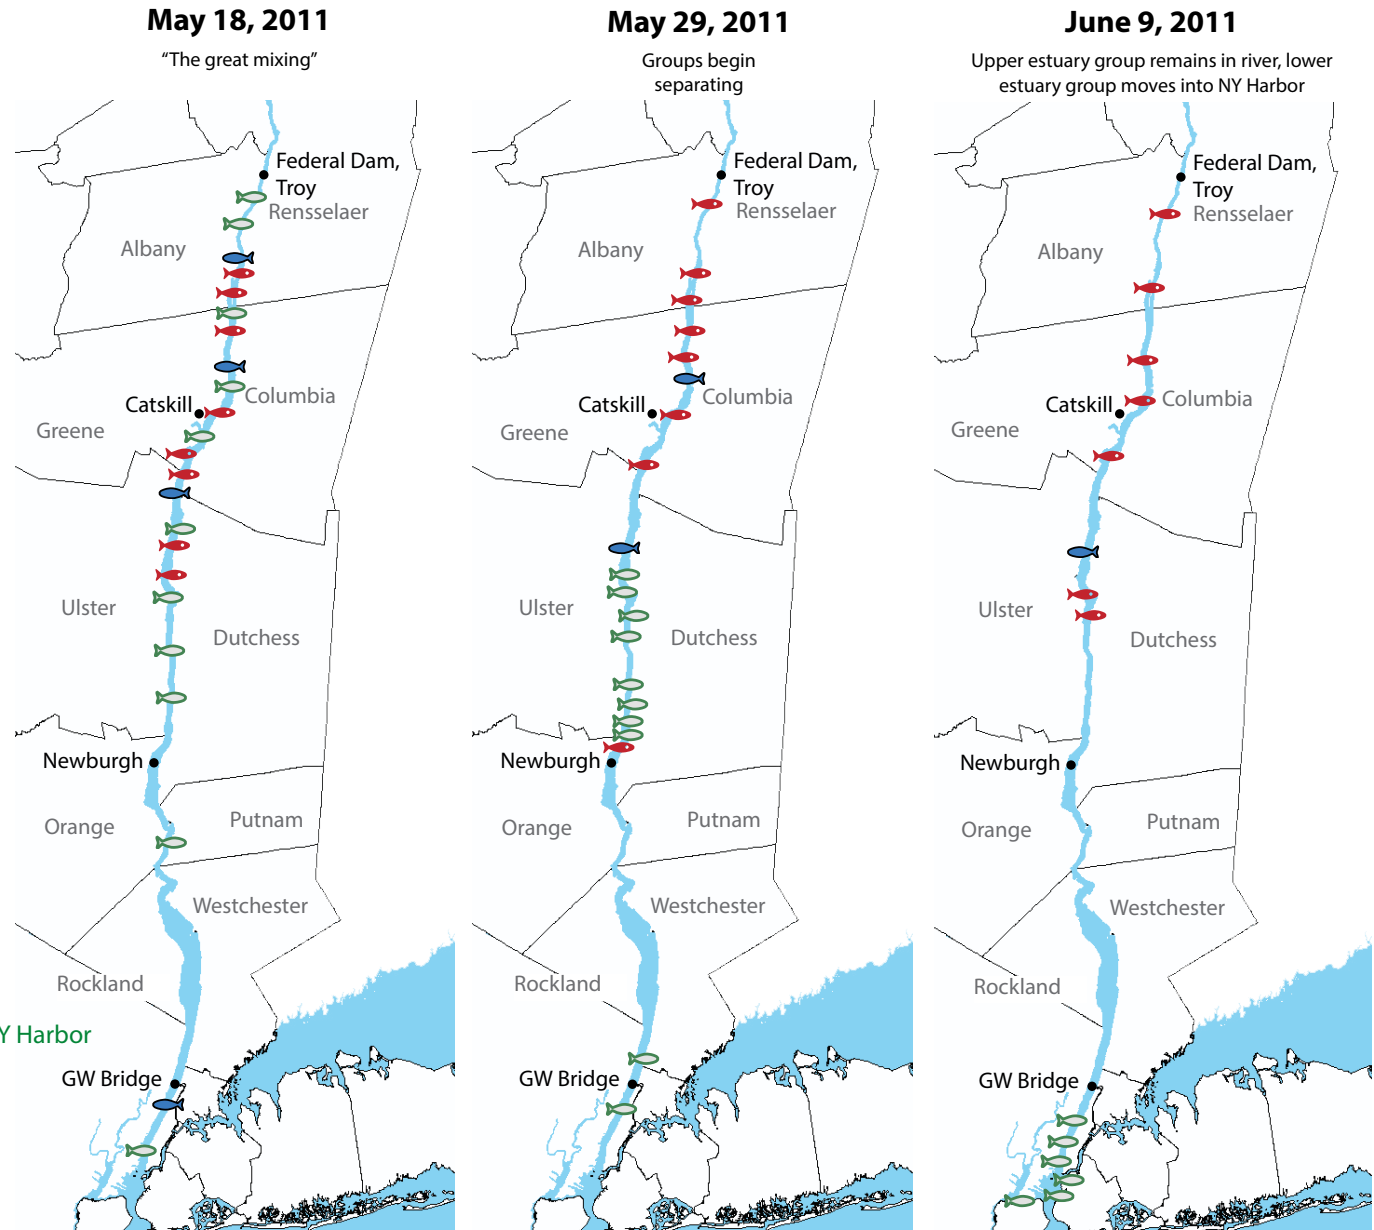 May 18, 2011
“The great mixing”
Federal Dam,
Troy
Rensselaer
Albany
Columbia
Catskill
Greene
Ulster
Dutchess
Newburgh
Orange
Putnam
Westchester
Rockland
Y Harbor
GW Bridge
May 29, 2011
Groups begin
separating
Federal Dam,
Troy
Rensselaer
Albany
Columbia
Catskill
Greene
Ulster
Dutchess
Newburgh
Orange
Putnam
Westchester
Rockland
GW Bridge
June 9, 2011
Upper estuary group remains in river, lower
estuary group moves into NY Harbor
Federal Dam,
Troy
Rensselaer
Albany
Columbia
Catskill
Greene
Ulster
Dutchess
Newburgh
Orange
Putnam
Westchester
Rockland
GW Bridge